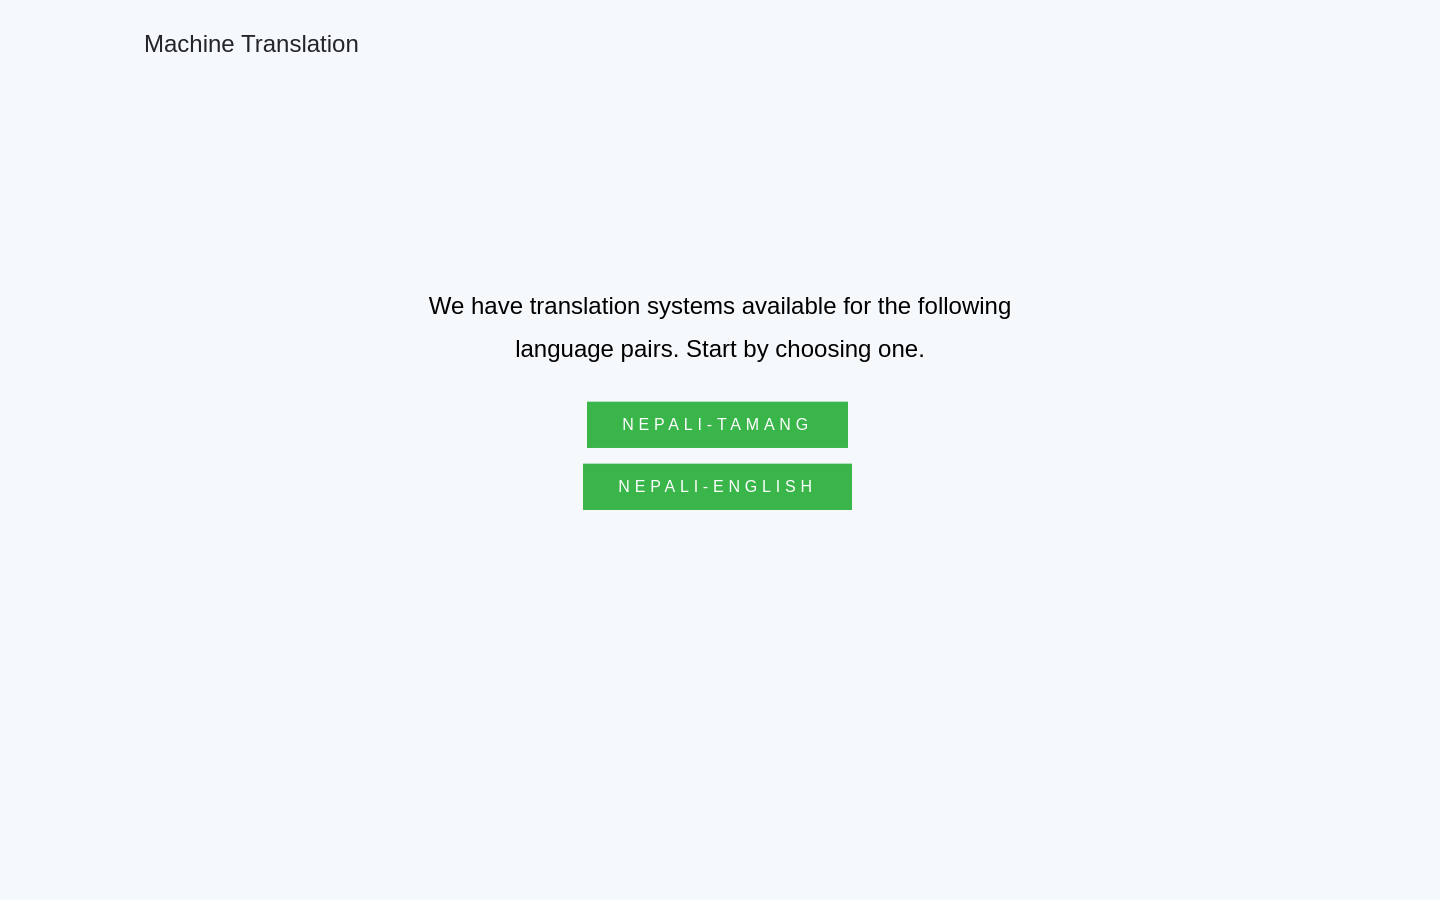 Machine Translation
We have translation systems available for the following
language pairs. Start by choosing one.
NEPALI-TAMANG
NEPALI-ENGLISH